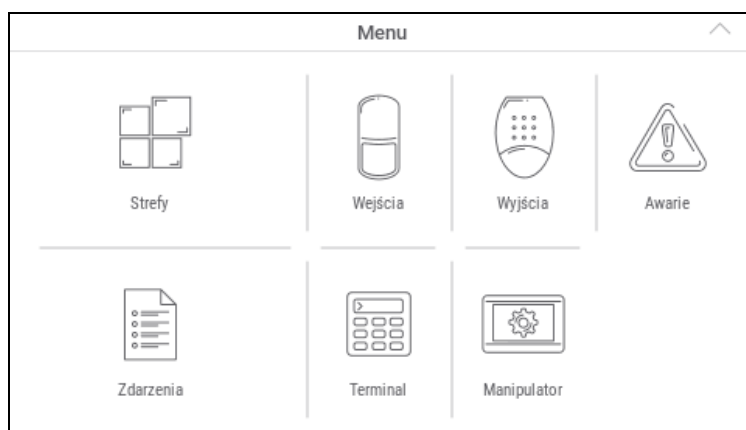 Menu
Strefy
Wejścia
Wyjścia
Awarie
Zdarzenia
Terminal
Manipulator